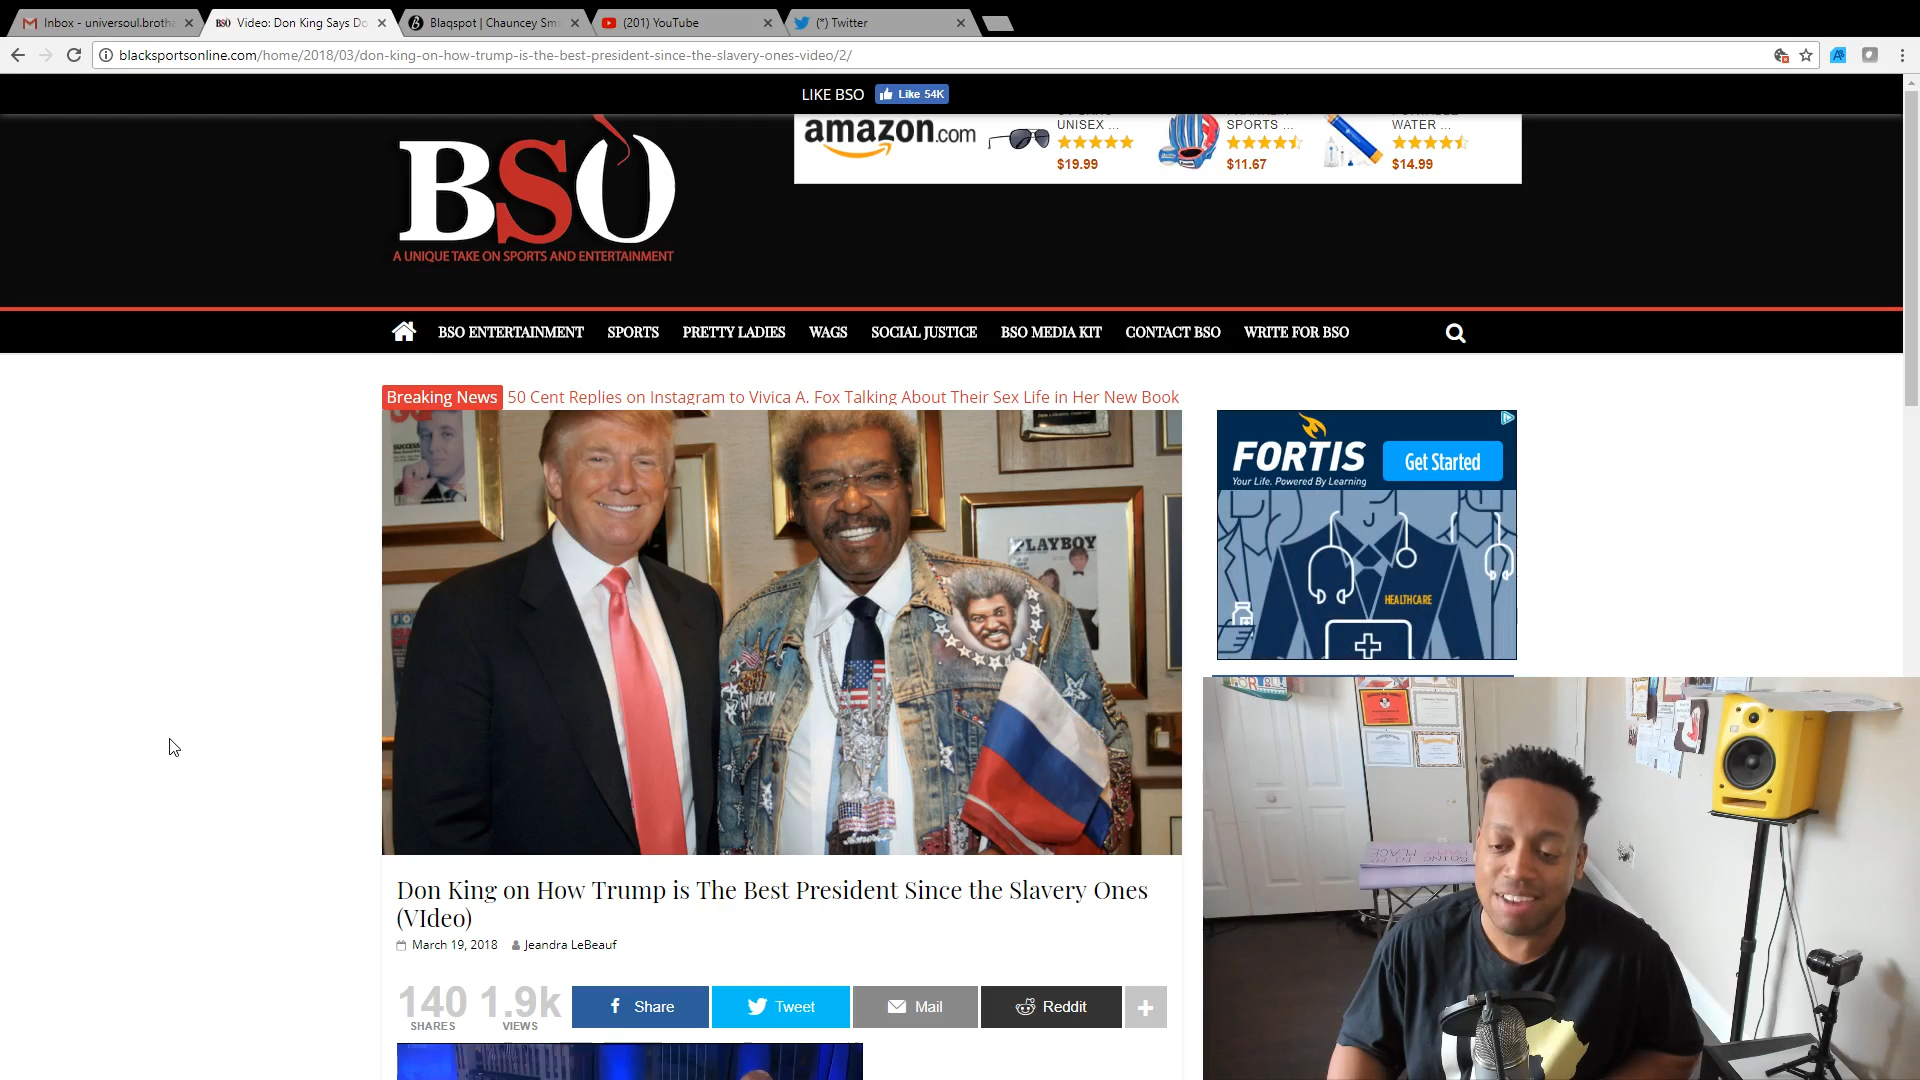 Inbox - universoul.brotha
Video: Don King Says Do
Blaqspot | Chauncey Smi
(201) YouTube
(*) Twitter
blacksportsonline.com/home/2018/03/don-king-on-how-trump-is-the-best-president-since-the-slavery-ones-video/2/
LIKE BSO
Like 54K
BSO
A UNIQUE TAKE ON SPORTS AND ENTERTAINMENT
amazon.com
UNISEX ...
$19.99
SPORTS ...
$11.67
WATER ...
$14.99
BSO ENTERTAINMENT
SPORTS
PRETTY LADIES
WAGS
SOCIAL JUSTICE
BSO MEDIA KIT
CONTACT BSO
WRITE FOR BSO
Breaking News
50 Cent Replies on Instagram to Vivica A. Fox Talking About Their Sex Life in Her New Book
SUCCESS
PLAYBOY
FORTIS
Your Life. Powered By Learning
Get Started
HEALTHCARE
Don King on How Trump is The Best President Since the Slavery Ones
(VIdeo)
March 19, 2018
Jeandra LeBeauf
140
SHARES
1.9k
VIEWS
Share
Tweet
Mail
Reddit
+